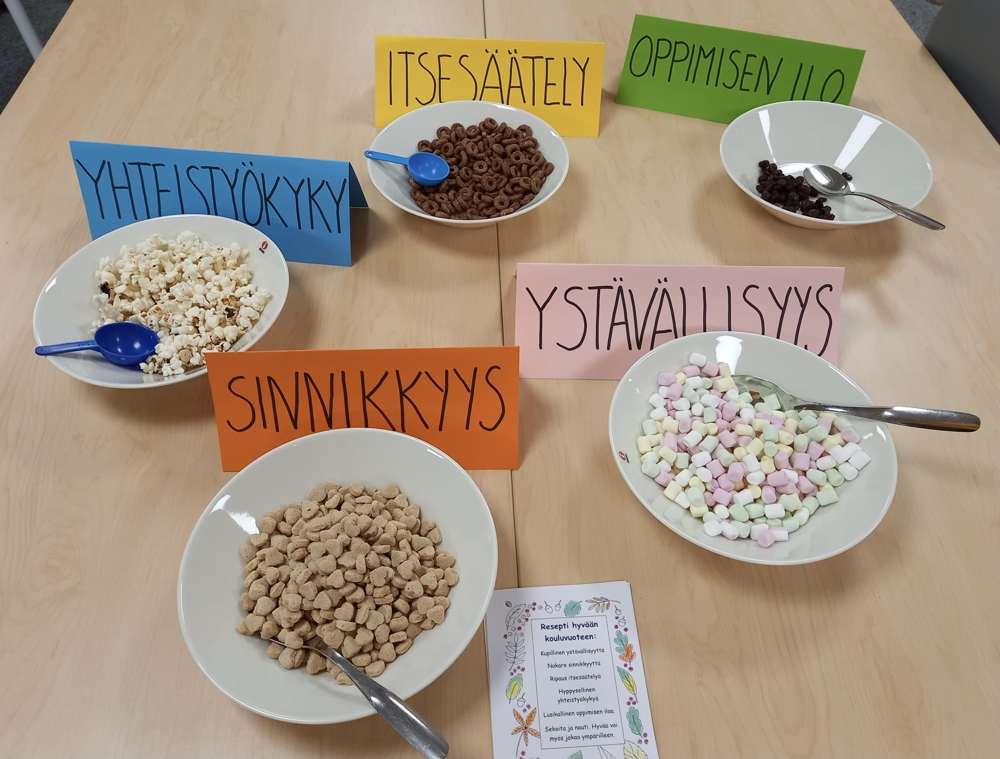 ITSESÄÄTELY
OPPIMISEN ILO
YHTEISTYÖKYKY
YSTÄVÄLLISYYS
SINNIKKYYS
Resepti hyvään
kouluvuoteen:
Kupillinen ystävällisyyttä
Nokare sinnikkyyttä
Ripaus itsesäätelyä
Hyppysellinen
yhteistyökykyä
Lusikallinen oppimisen iloa.
Sekoita ja nauti. Hyvää voi
myös jakaa ympärilleen.